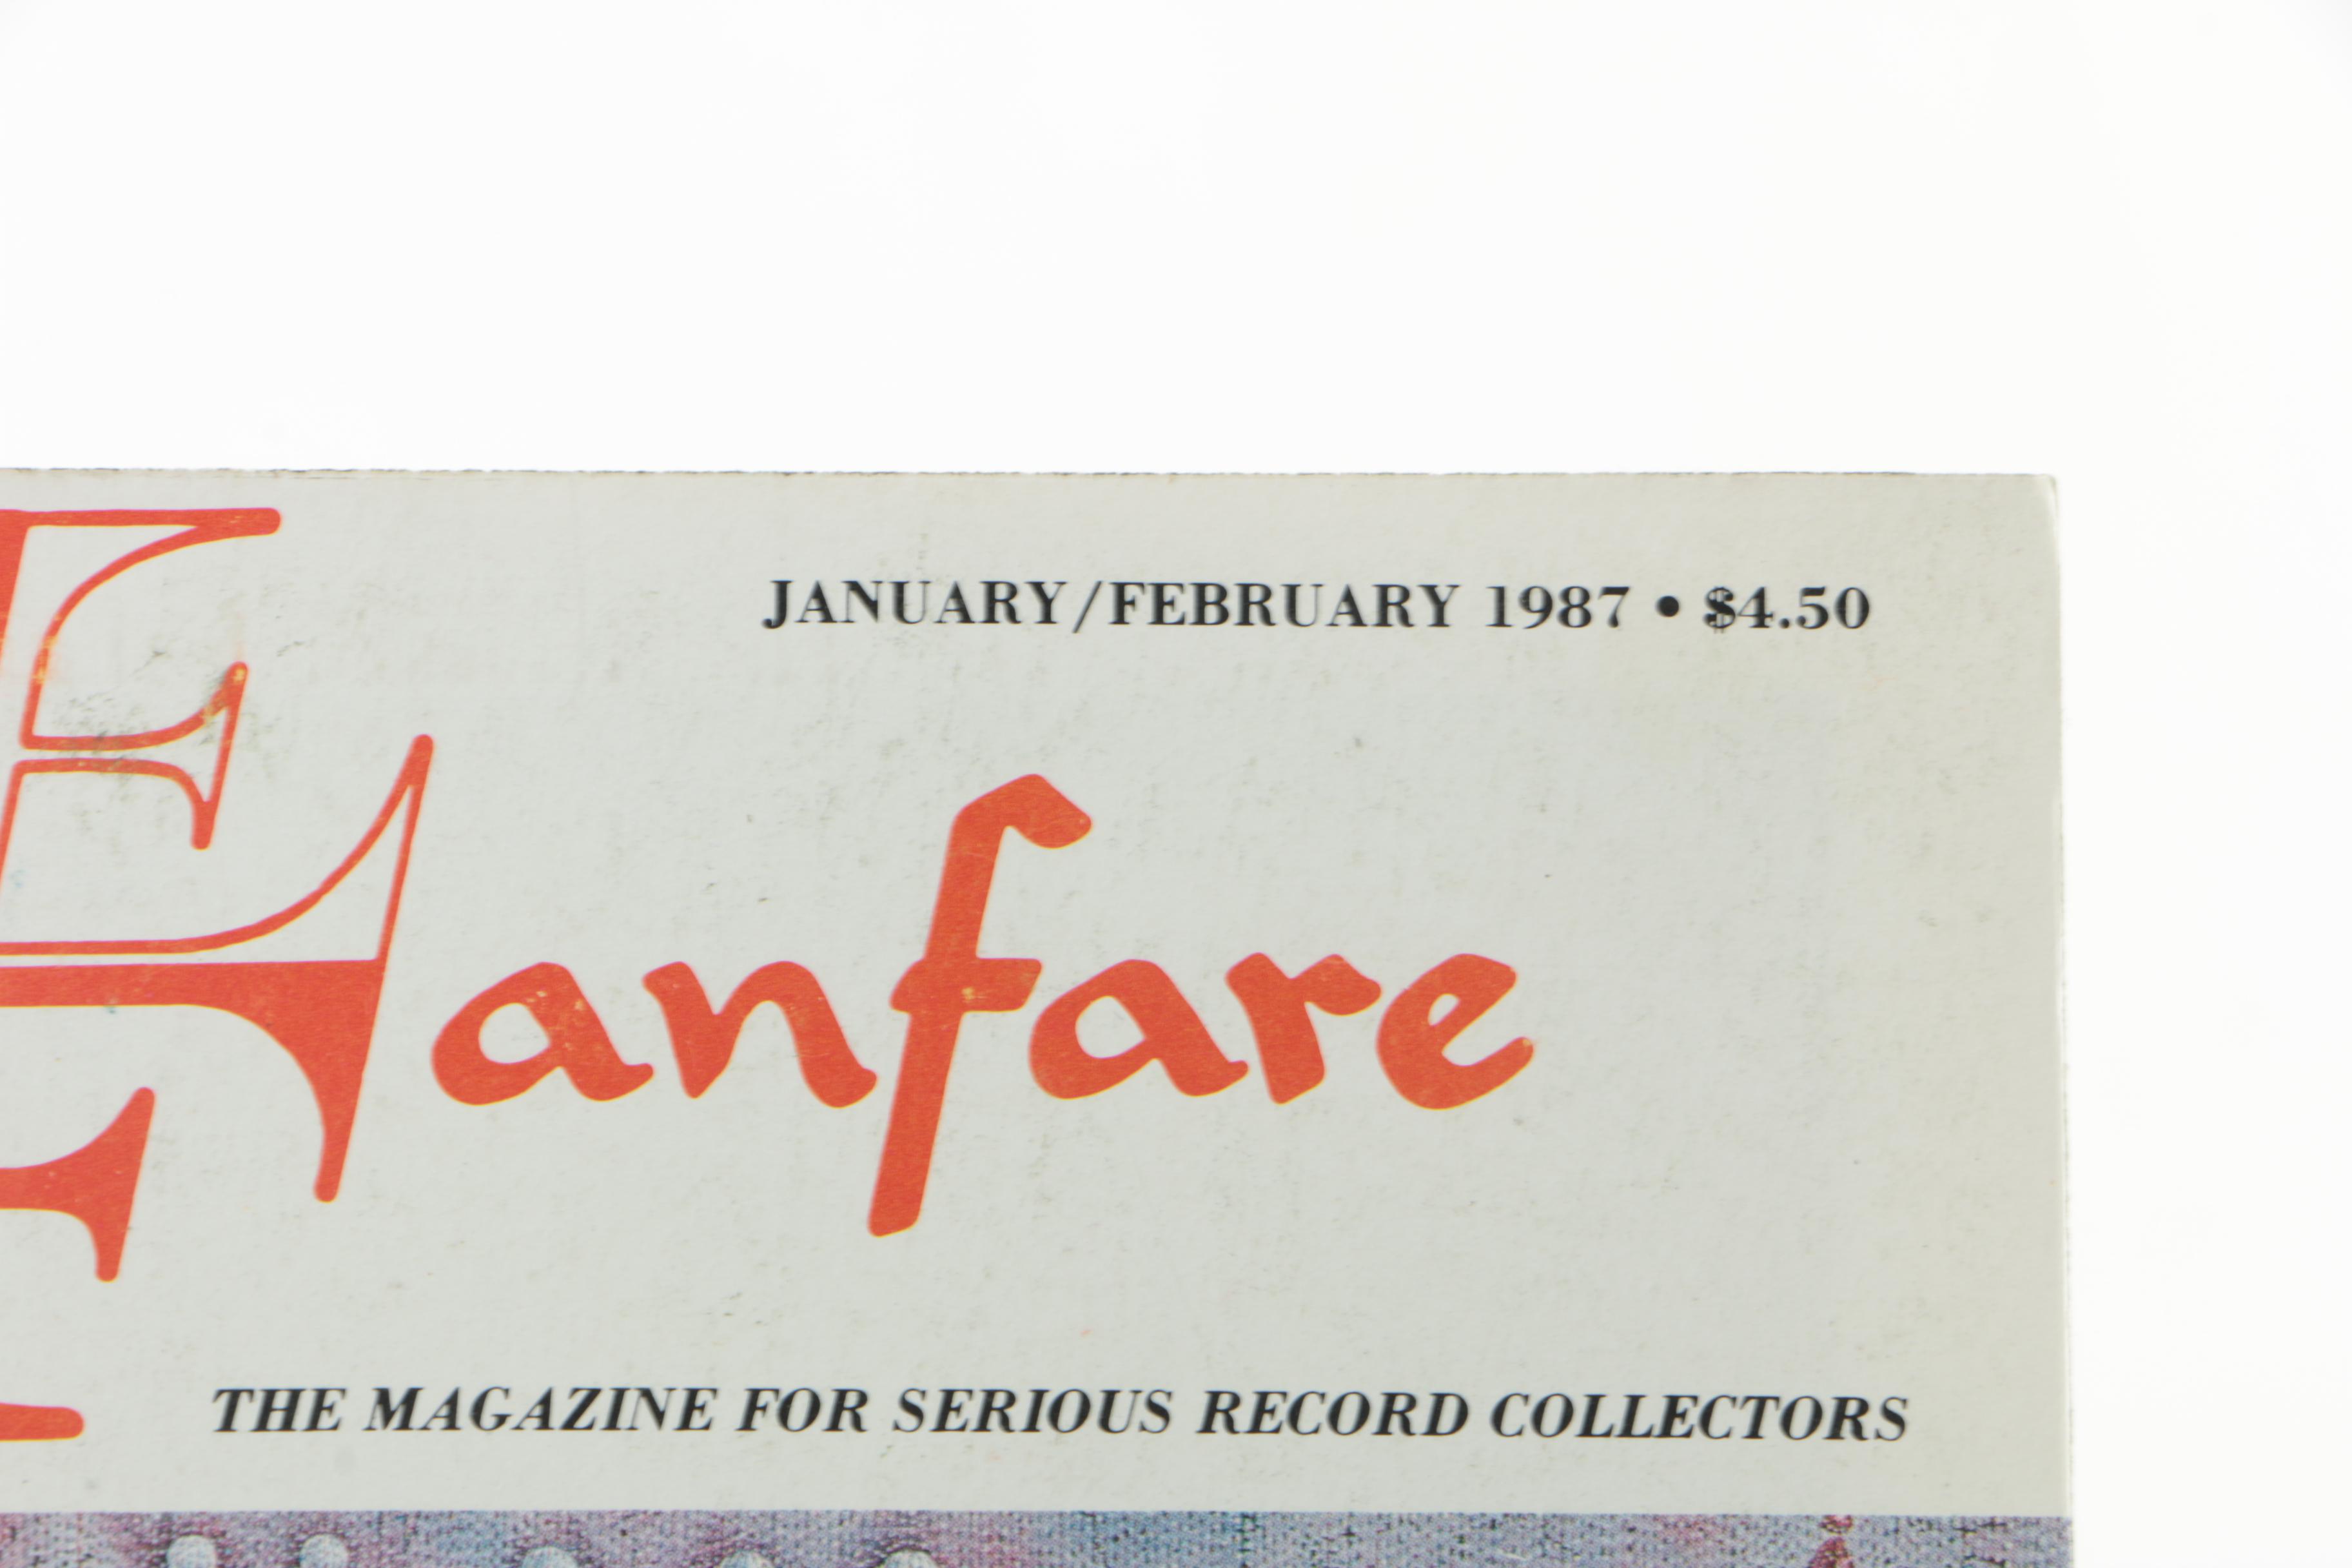 JANUARY/FEBRUARY 1987 • $4.50
Fanfare
THE MAGAZINE FOR SERIOUS RECORD COLLECTORS